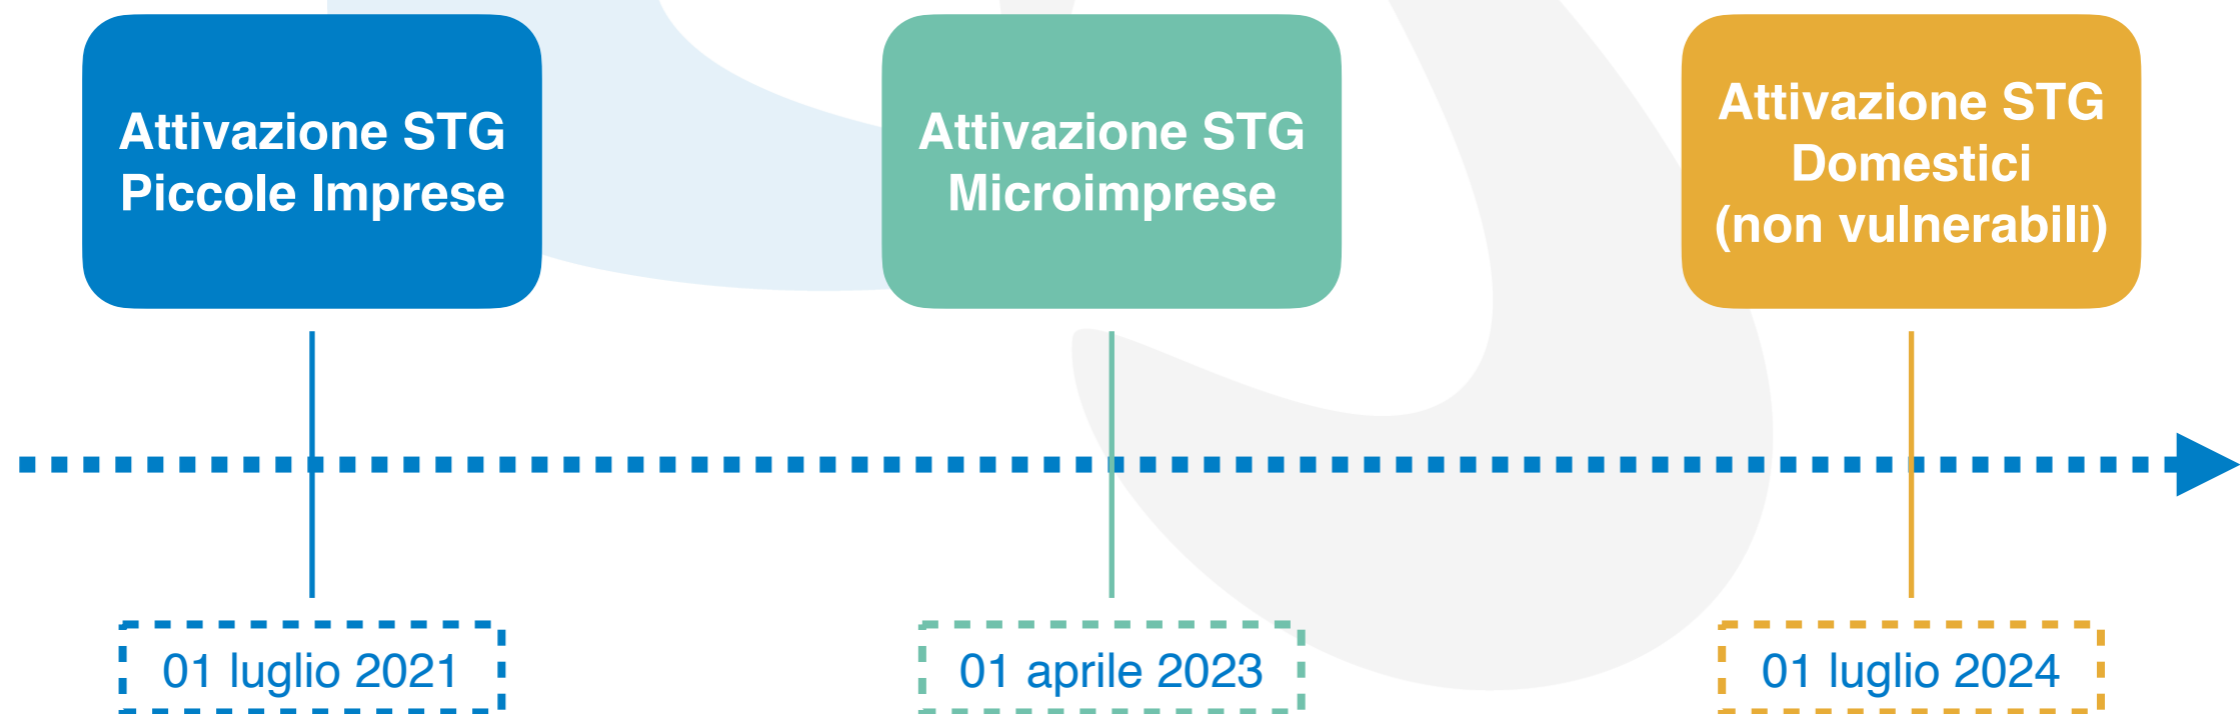 Attivazione STG
Piccole Imprese
Attivazione STG
Microimprese
Attivazione STG
Domestici
(non vulnerabili)
01 luglio 2021
01 aprile 2023
01 luglio 2024